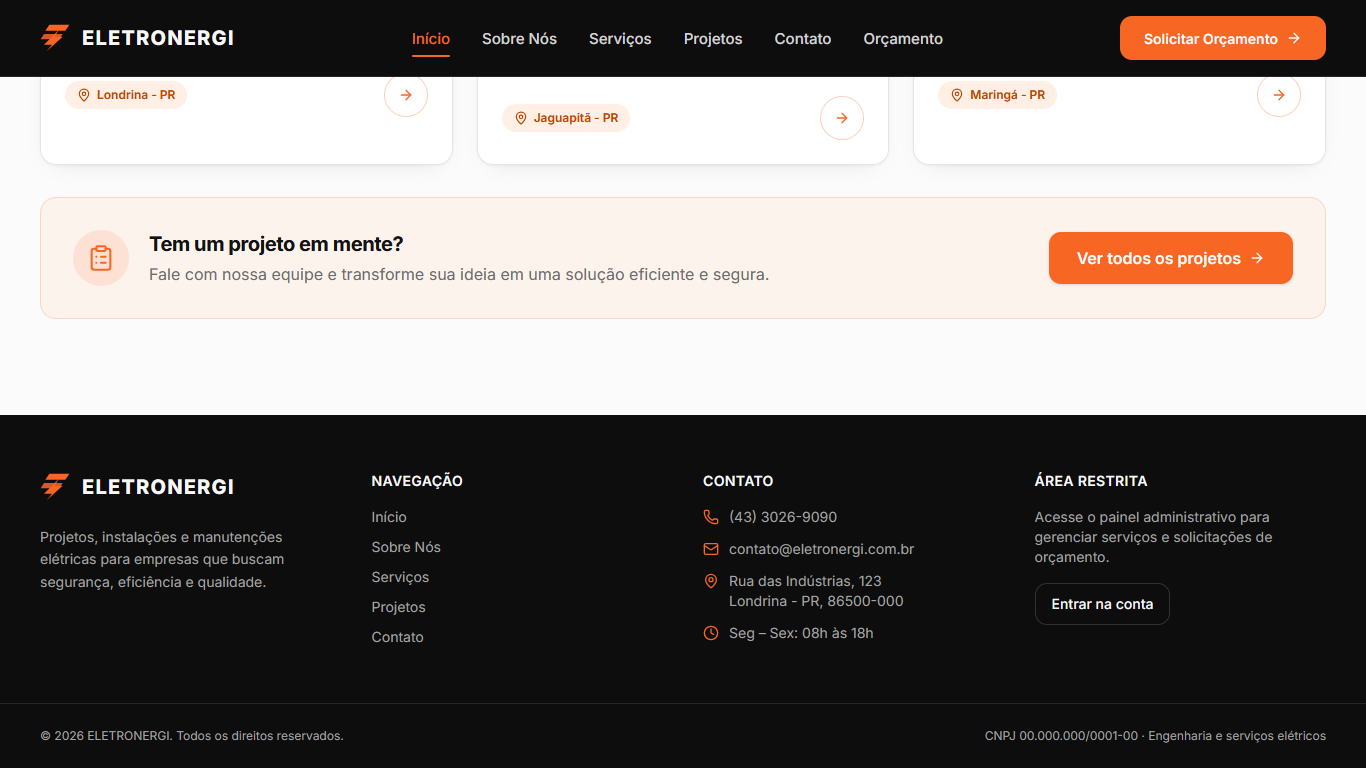 ELETRONERGI
Início
Sobre Nós
Serviços
Projetos
Contato
Orçamento
Solicitar Orçamento
Londrina - PR
Jaguapitã - PR
Maringá - PR
Tem um projeto em mente?
Fale com nossa equipe e transforme sua ideia em uma solução eficiente e segura.
Ver todos os projetos
ELETRONERGI
Projetos, instalações e manutenções
elétricas para empresas que buscam
segurança, eficiência e qualidade.
NAVEGAÇÃO
Início
Sobre Nós
Serviços
Projetos
Contato
CONTATO
(43) 3026-9090
contato@eletronergi.com.br
Rua das Indústrias, 123
Londrina - PR, 86500-000
Seg – Sex: 08h às 18h
ÁREA RESTRITA
Acesse o painel administrativo para
gerenciar serviços e solicitações de
orçamento.
Entrar na conta
© 2026 ELETRONERGI. Todos os direitos reservados.
CNPJ 00.000.000/0001-00 · Engenharia e serviços elétricos